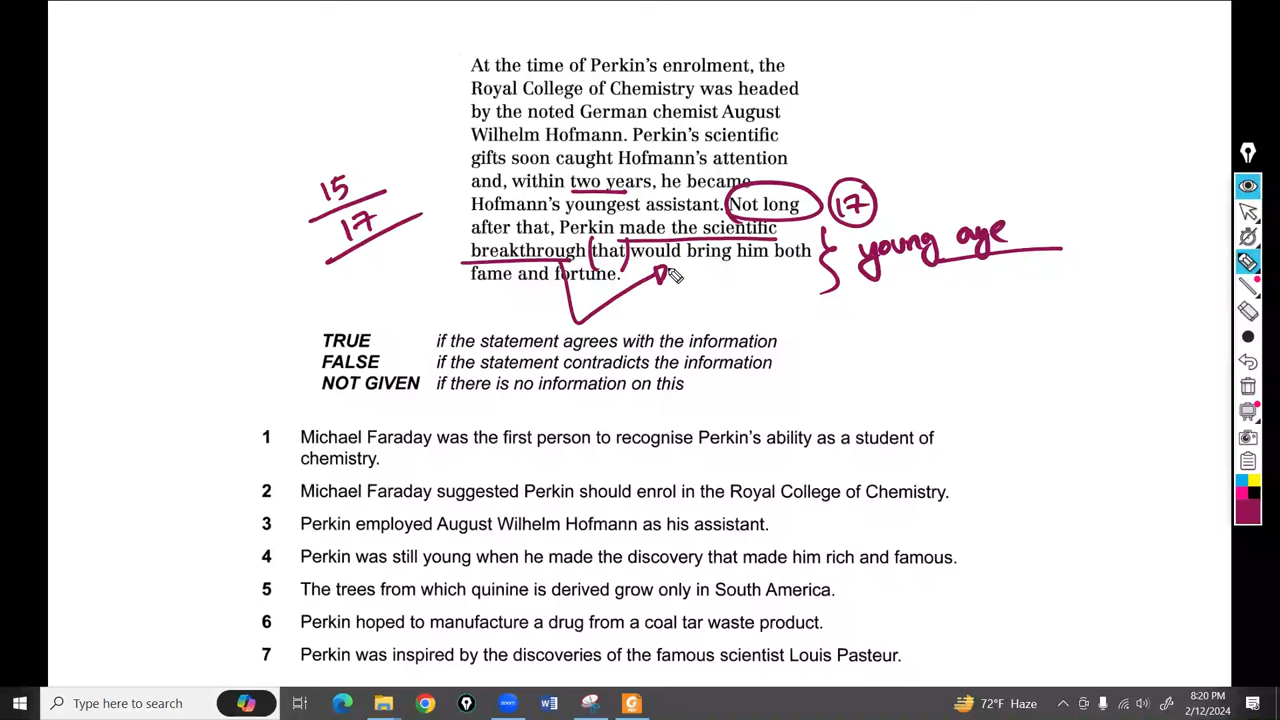 At the time of Perkin's enrolment, the
Royal College of Chemistry was headed
by the noted German chemist August
Wilhelm Hofmann. Perkin's scientific
gifts soon caught Hofmann's attention
and, within two years, he became
Hofmann's youngest assistant. Not long
after that, Perkin made the scientific
breakthrough that would bring him both
fame and fortune.
15
17
17
young age
TRUE if the statement agrees with the information
FALSE if the statement contradicts the information
NOT GIVEN if there is no information on this
1 Michael Faraday was the first person to recognise Perkin's ability as a student of
chemistry.
2 Michael Faraday suggested Perkin should enrol in the Royal College of Chemistry.
3 Perkin employed August Wilhelm Hofmann as his assistant.
4 Perkin was still young when he made the discovery that made him rich and famous.
5 The trees from which quinine is derived grow only in South America.
6 Perkin hoped to manufacture a drug from a coal tar waste product.
7 Perkin was inspired by the discoveries of the famous scientist Louis Pasteur.
Type here to search
72°F Haze
8:20 PM
2/12/2024